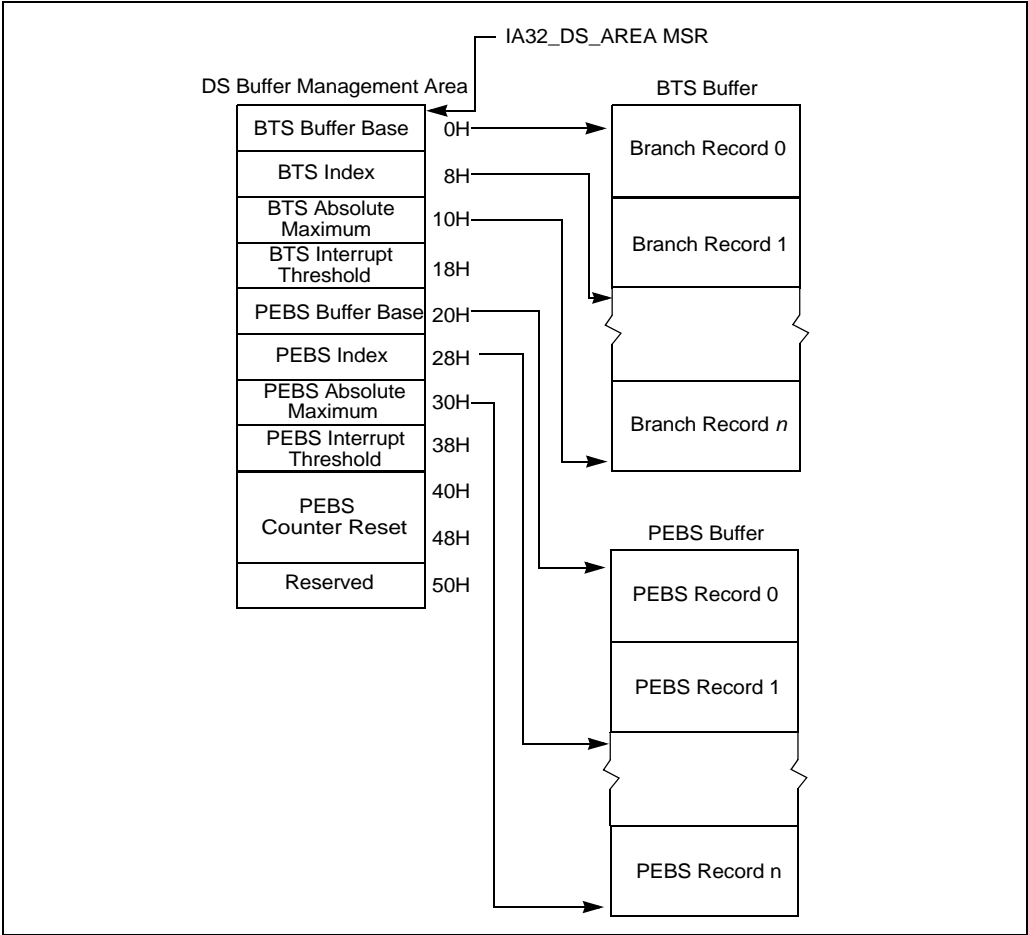 IA32_DS_AREA MSR
DS Buffer Management Area
BTS Buffer Base 0H
BTS Index 8H
BTS Absolute
Maximum 10H
BTS Interrupt
Threshold 18H
PEBS Buffer Base 20H
PEBS Index 28H
PEBS Absolute
Maximum 30H
PEBS Interrupt
Threshold 38H
40H
PEBS
Counter Reset
48H
Reserved 50H
BTS Buffer
Branch Record 0
Branch Record 1
Branch Record n
PEBS Buffer
PEBS Record 0
PEBS Record 1
PEBS Record n